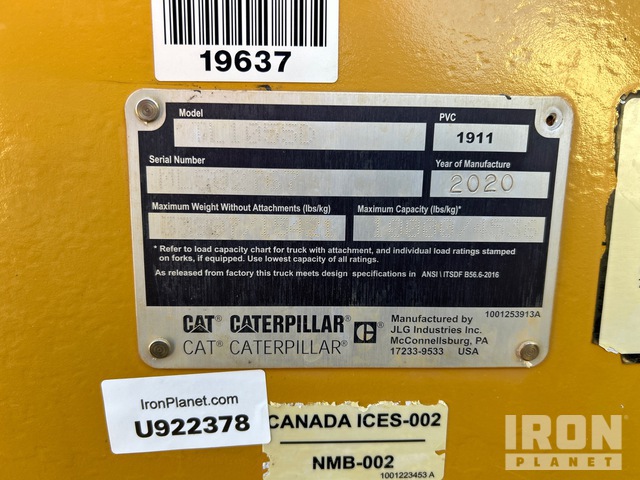 19637
Model
PVC
1911
Serial Number
Year of Manufacture
2020
Maximum Weight Without Attachments (lbs/kg)
Maximum Capacity (lbs/kg)*
* Refer to load capacity chart for truck with attachment, and individual load ratings stamped
on forks, if equipped. Use lowest capacity of all ratings.
As released from factory this truck meets design specifications in ANSI \ ITSDF B56.6-2016
CAT CATERPILLAR C
CAT CATERPILLAR
Manufactured by
JLG Industries Inc.
McConnellsburg, PA
17233-9533 USA
1001253913A
IronPlanet.com
U922378
CANADA ICES-002
NMB-002
1001223453 A
IRON
PLANET